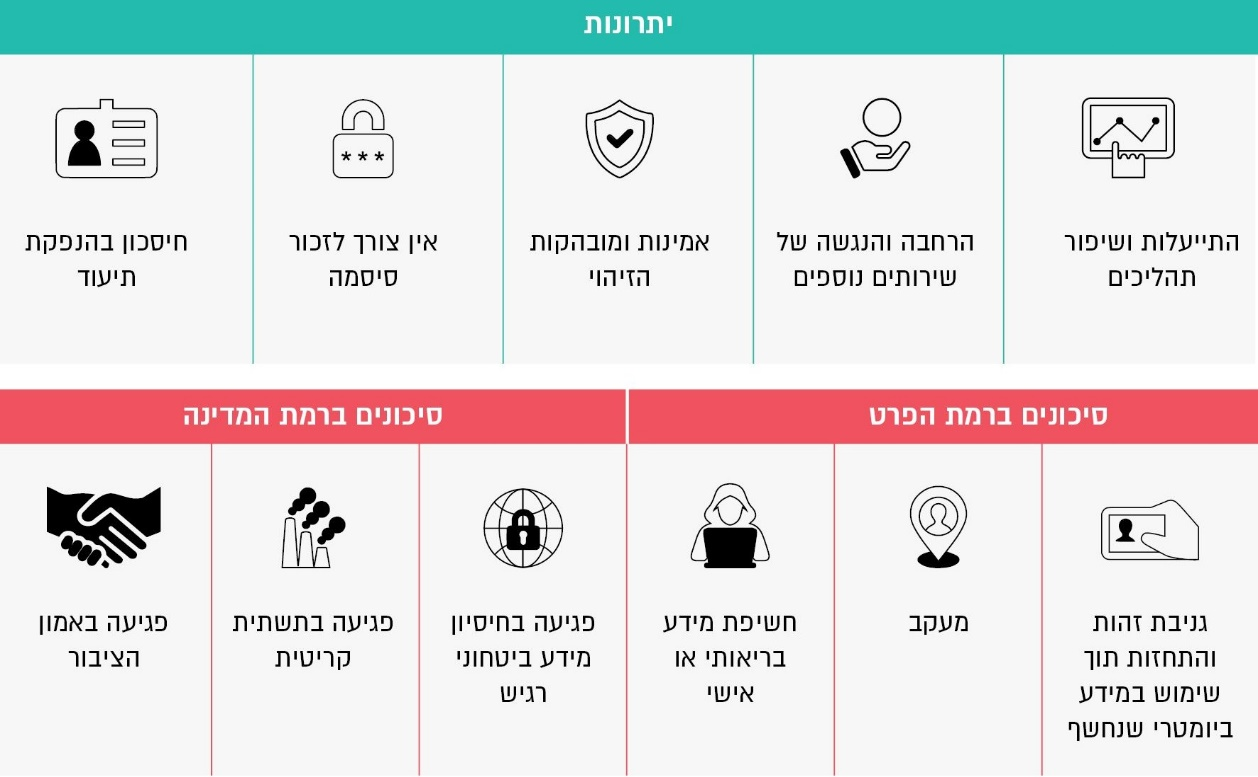 יתרונות
התייעלות ושיפור
תהליכים
הרחבה והנגשה של
שירותים נוספים
אמינות ומובהקות
הזיהוי
אין צורך לזכור
סיסמה
חיסכון בהנפקת
תיעוד
סיכונים ברמת הפרט
גניבת זהות
והתחזות תוך
שימוש במידע
ביומטרי שנחשף
מעקב
חשיפת מידע
בריאותי או
אישי
סיכונים ברמת המדינה
פגיעה בחיסיון
מידע ביטחוני
רגיש
פגיעה בתשתית
קריטית
פגיעה באמון
הציבור